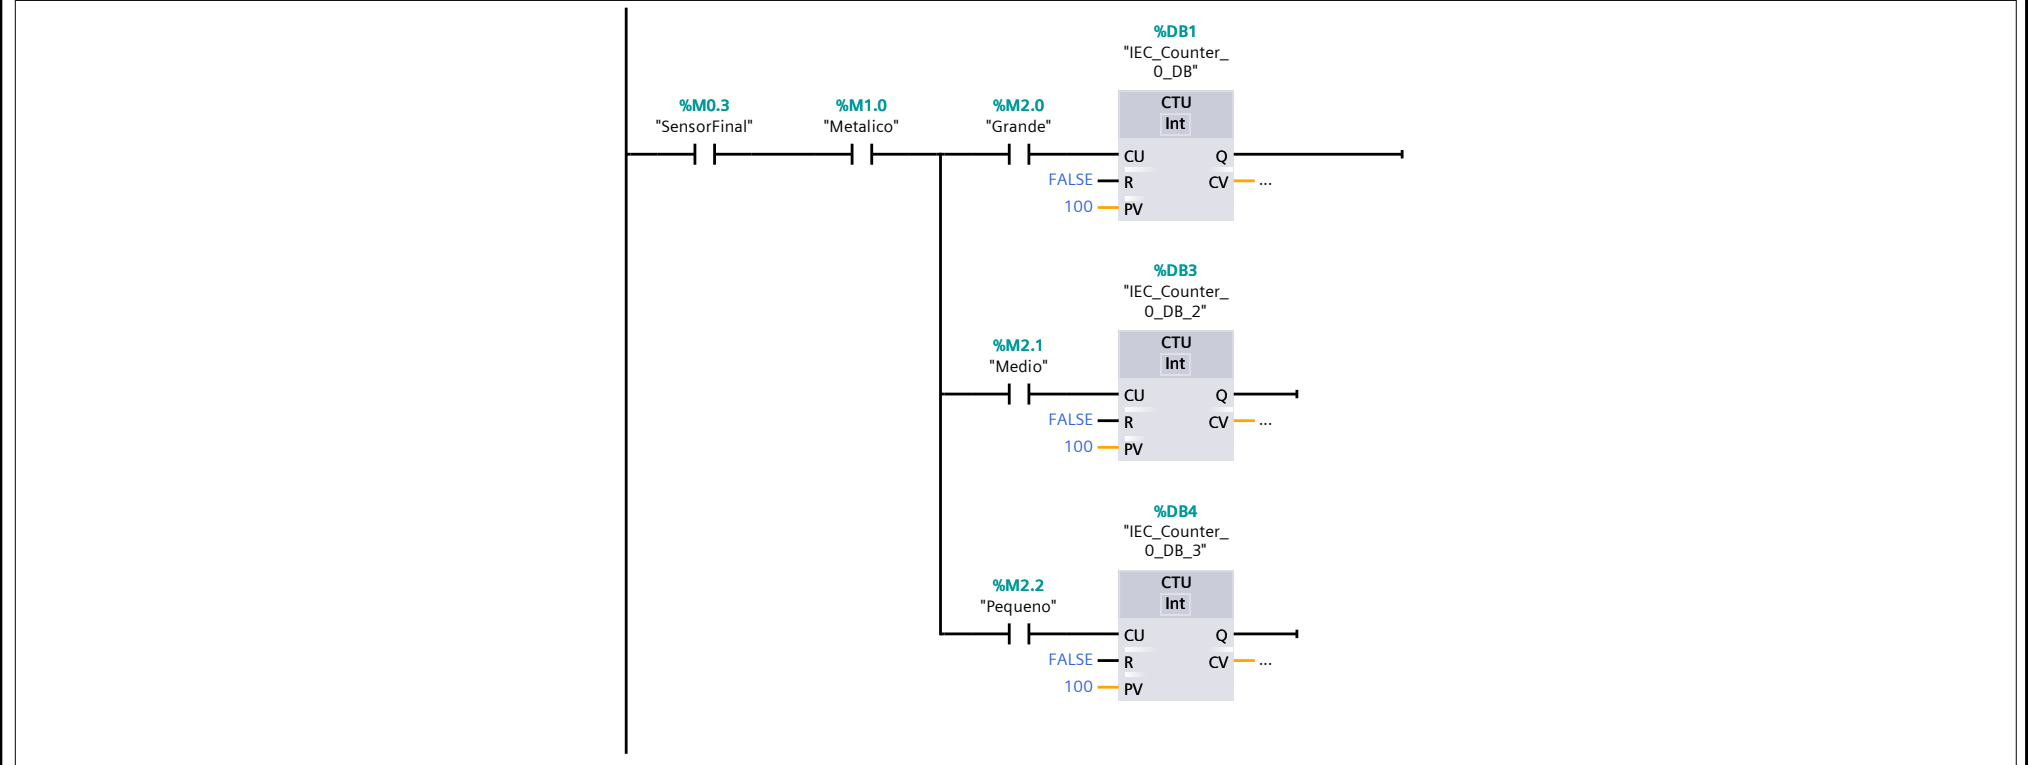 %DB1
"IEC_Counter_
0_DB"
%M0.3
"SensorFinal"
%M1.0
"Metalico"
%M2.0
"Grande"
CTU
Int
CU
Q
FALSE
R
CV
...
100
PV
%DB3
"IEC_Counter_
0_DB_2"
%M2.1
"Medio"
CTU
Int
CU
Q
FALSE
R
CV
...
100
PV
%DB4
"IEC_Counter_
0_DB_3"
%M2.2
"Pequeno"
CTU
Int
CU
Q
FALSE
R
CV
...
100
PV